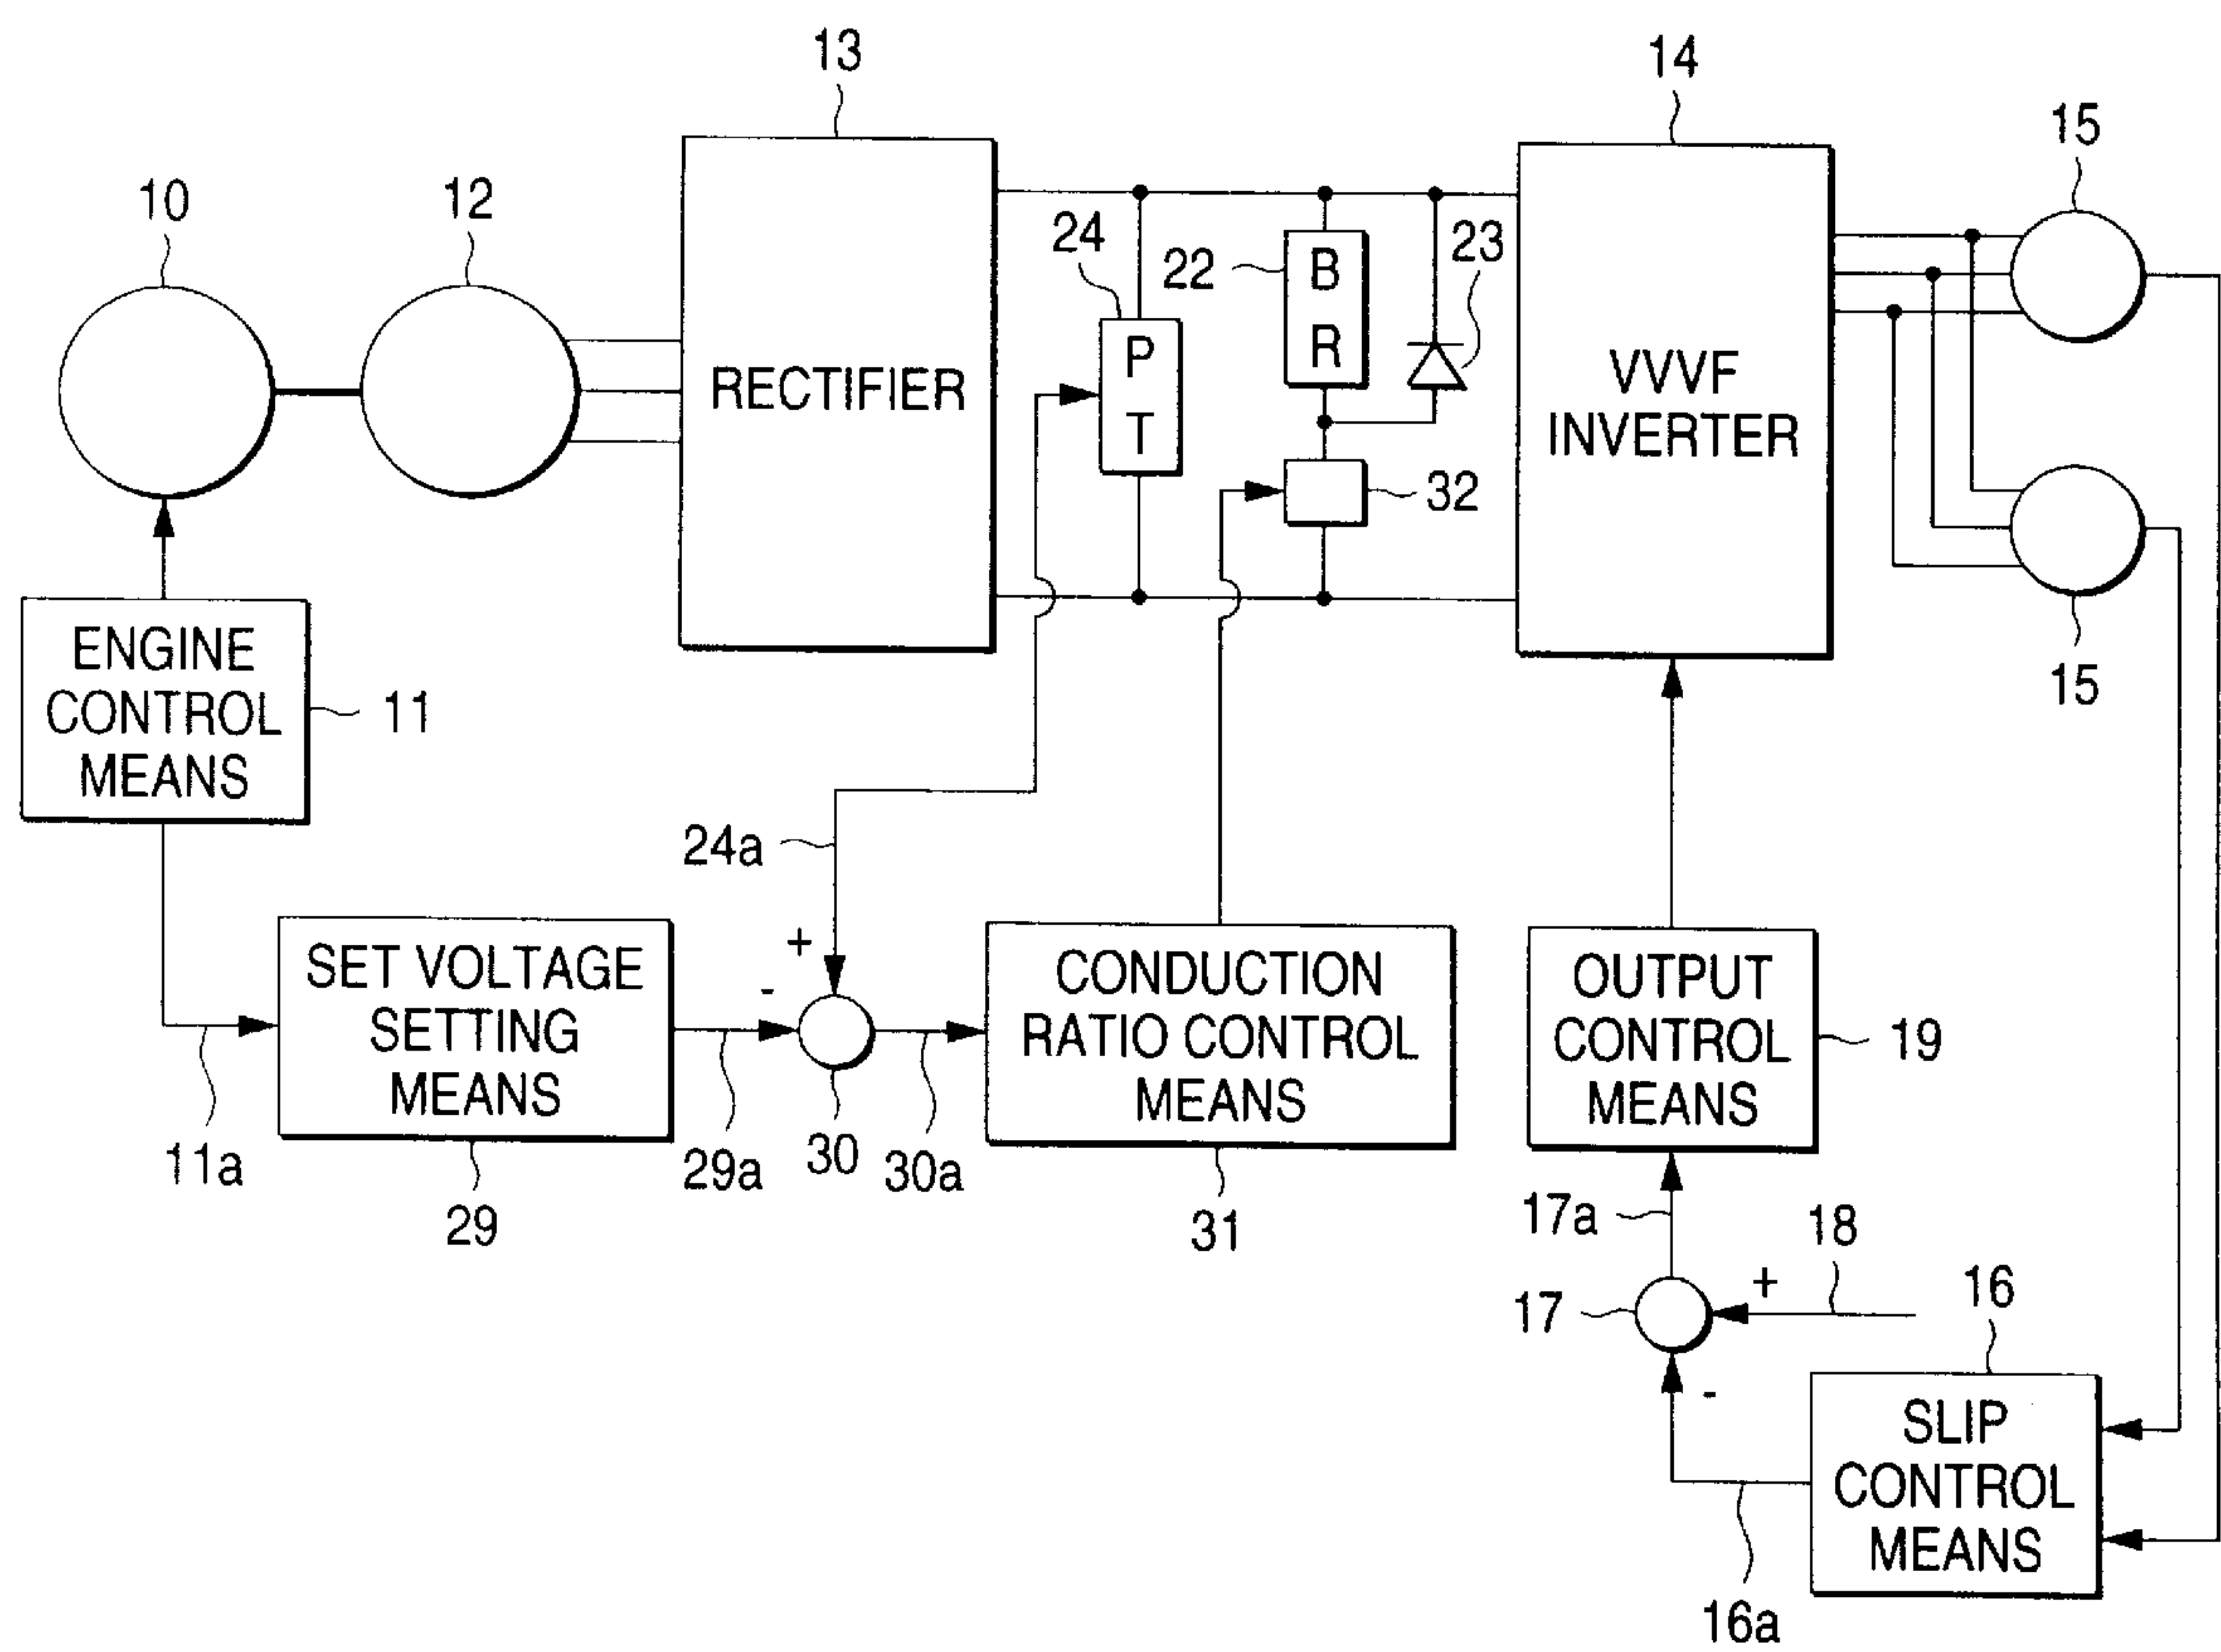 13
14
15
10
12
24
22
B
R
23
P
T
RECTIFIER
VVVF
INVERTER
32
15
ENGINE
CONTROL
MEANS
11
24a
+
-
SET VOLTAGE
SETTING
MEANS
CONDUCTION
RATIO CONTROL
MEANS
OUTPUT
CONTROL
MEANS
19
11a
29
29a
30
30a
31
17a
18
17
+
16
-
SLIP
CONTROL
MEANS
16a